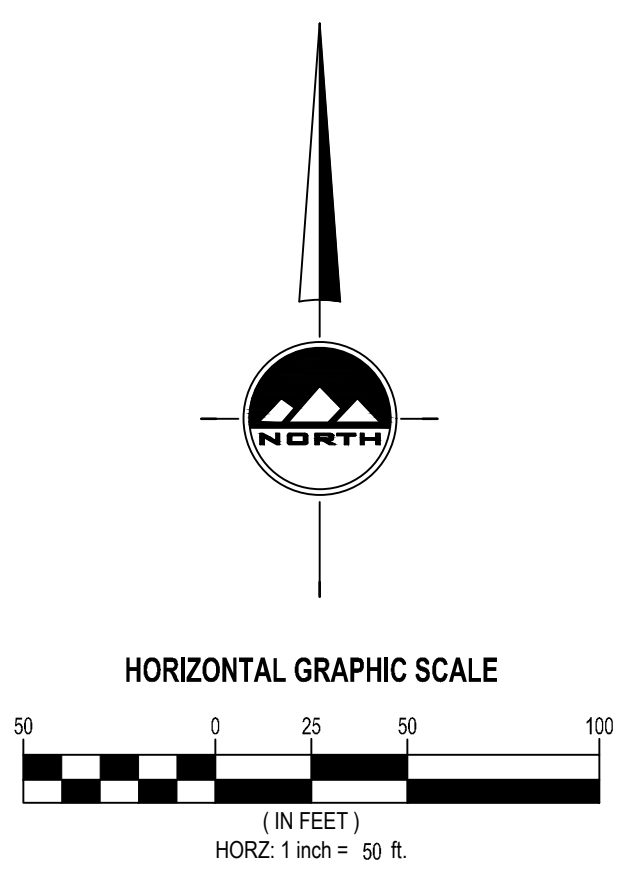 NORTH
HORIZONTAL GRAPHIC SCALE
50 0 25 50 100
( IN FEET )
HORZ: 1 inch = 50 ft.